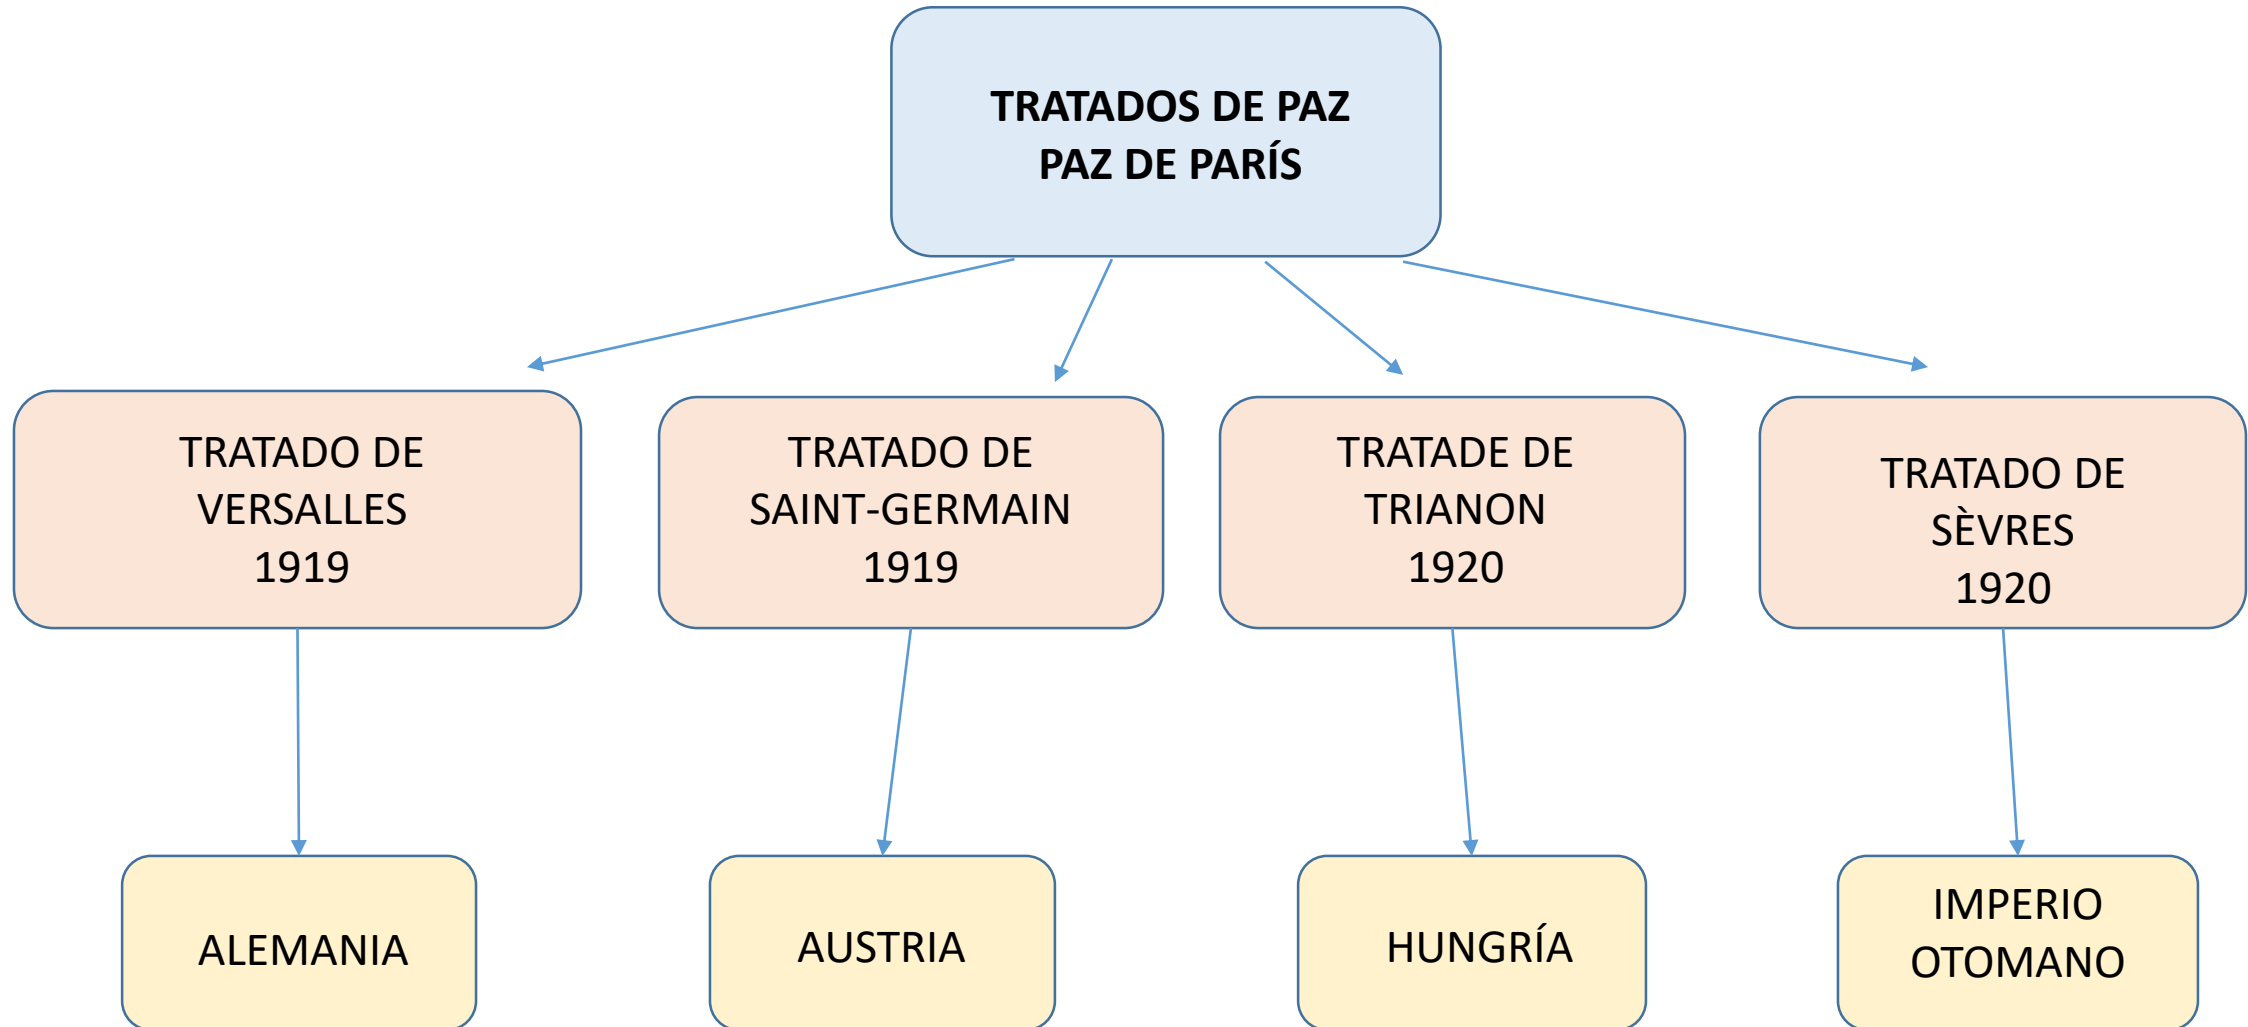 TRATADOS DE PAZ
PAZ DE PARÍS
TRATADO DE
VERSALLES
1919
TRATADO DE
SAINT-GERMAIN
1919
TRATADE DE
TRIANON
1920
TRATADO DE
SÈVRES
1920
ALEMANIA
AUSTRIA
HUNGRÍA
IMPERIO
OTOMANO